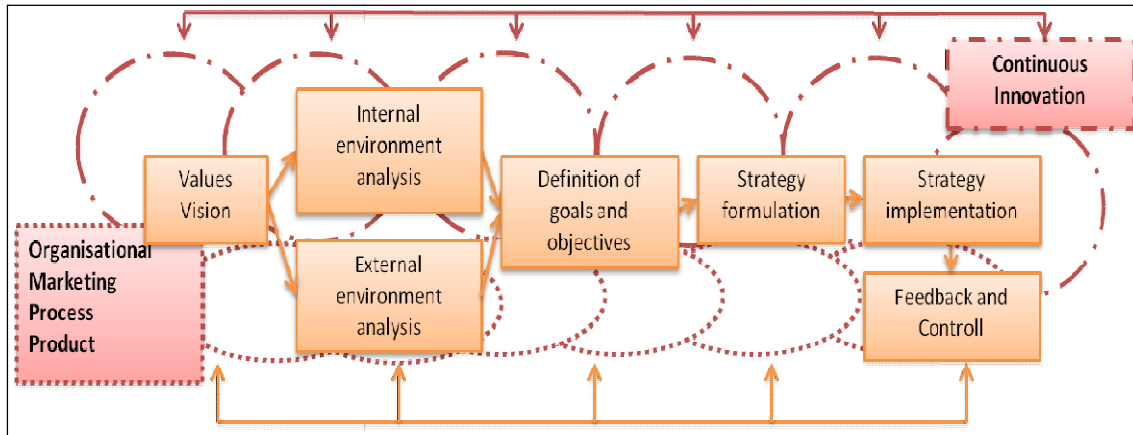 Continuous
Innovation
Internal
environment
analysis
Values
Vision
Definition of
goals and
objectives
Strategy
formulation
Strategy
implementation
Organisational
Marketing
Process
Product
External
environment
analysis
Feedback and
Controll